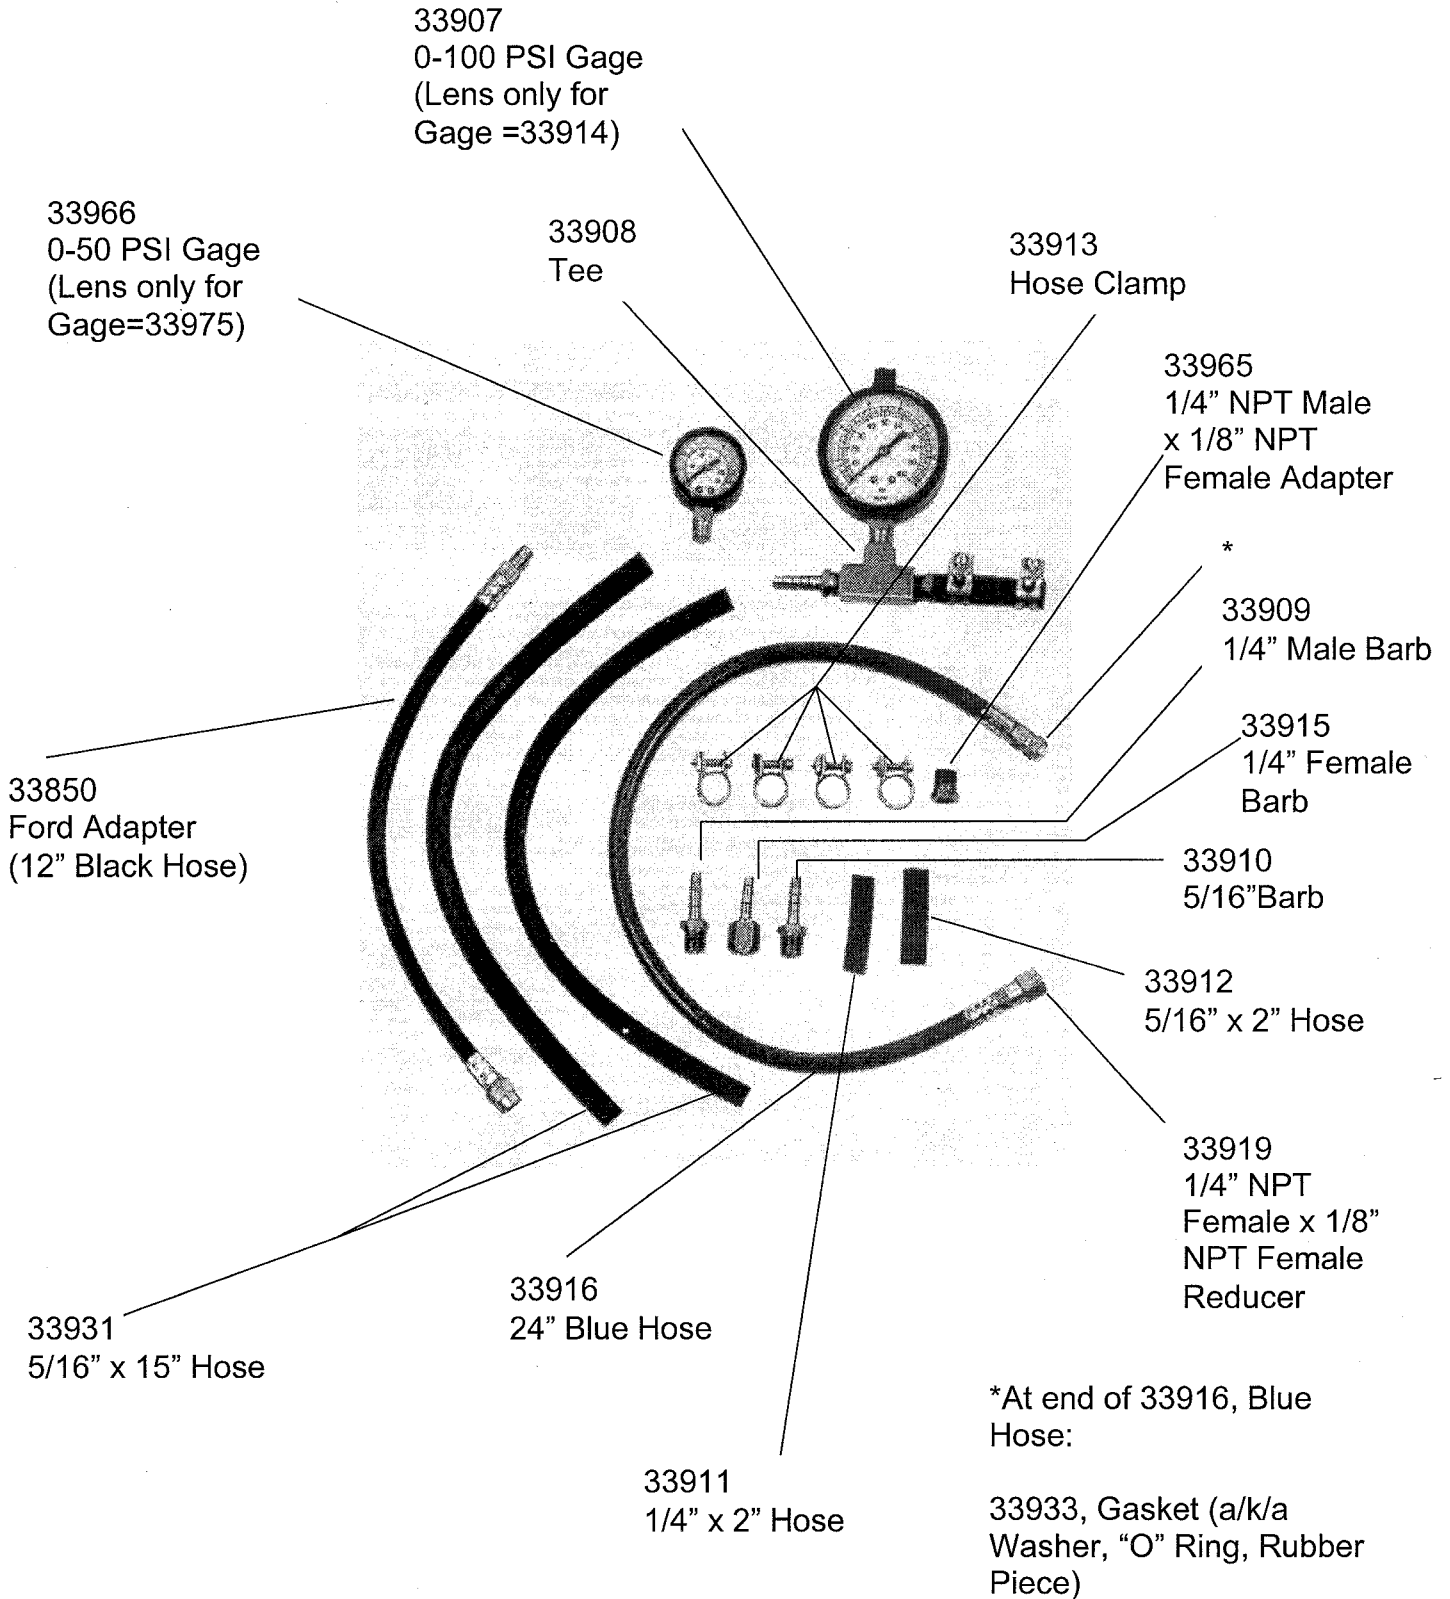 33907
0-100 PSI Gage
(Lens only for
Gage =33914)
33966
0-50 PSI Gage
(Lens only for
Gage=33975)
33908
Tee
33913
Hose Clamp
33965
1/4” NPT Male
x 1/8” NPT
Female Adapter
*
33909
1/4” Male Barb
33915
1/4” Female
Barb
33850
Ford Adapter
(12” Black Hose)
33910
5/16”Barb
33912
5/16” x 2” Hose
33919
1/4” NPT
Female x 1/8”
NPT Female
Reducer
33916
24” Blue Hose
33931
5/16” x 15” Hose
33911
1/4” x 2” Hose
*At end of 33916, Blue
Hose:
33933, Gasket (a/k/a
Washer, “O” Ring, Rubber
Piece)